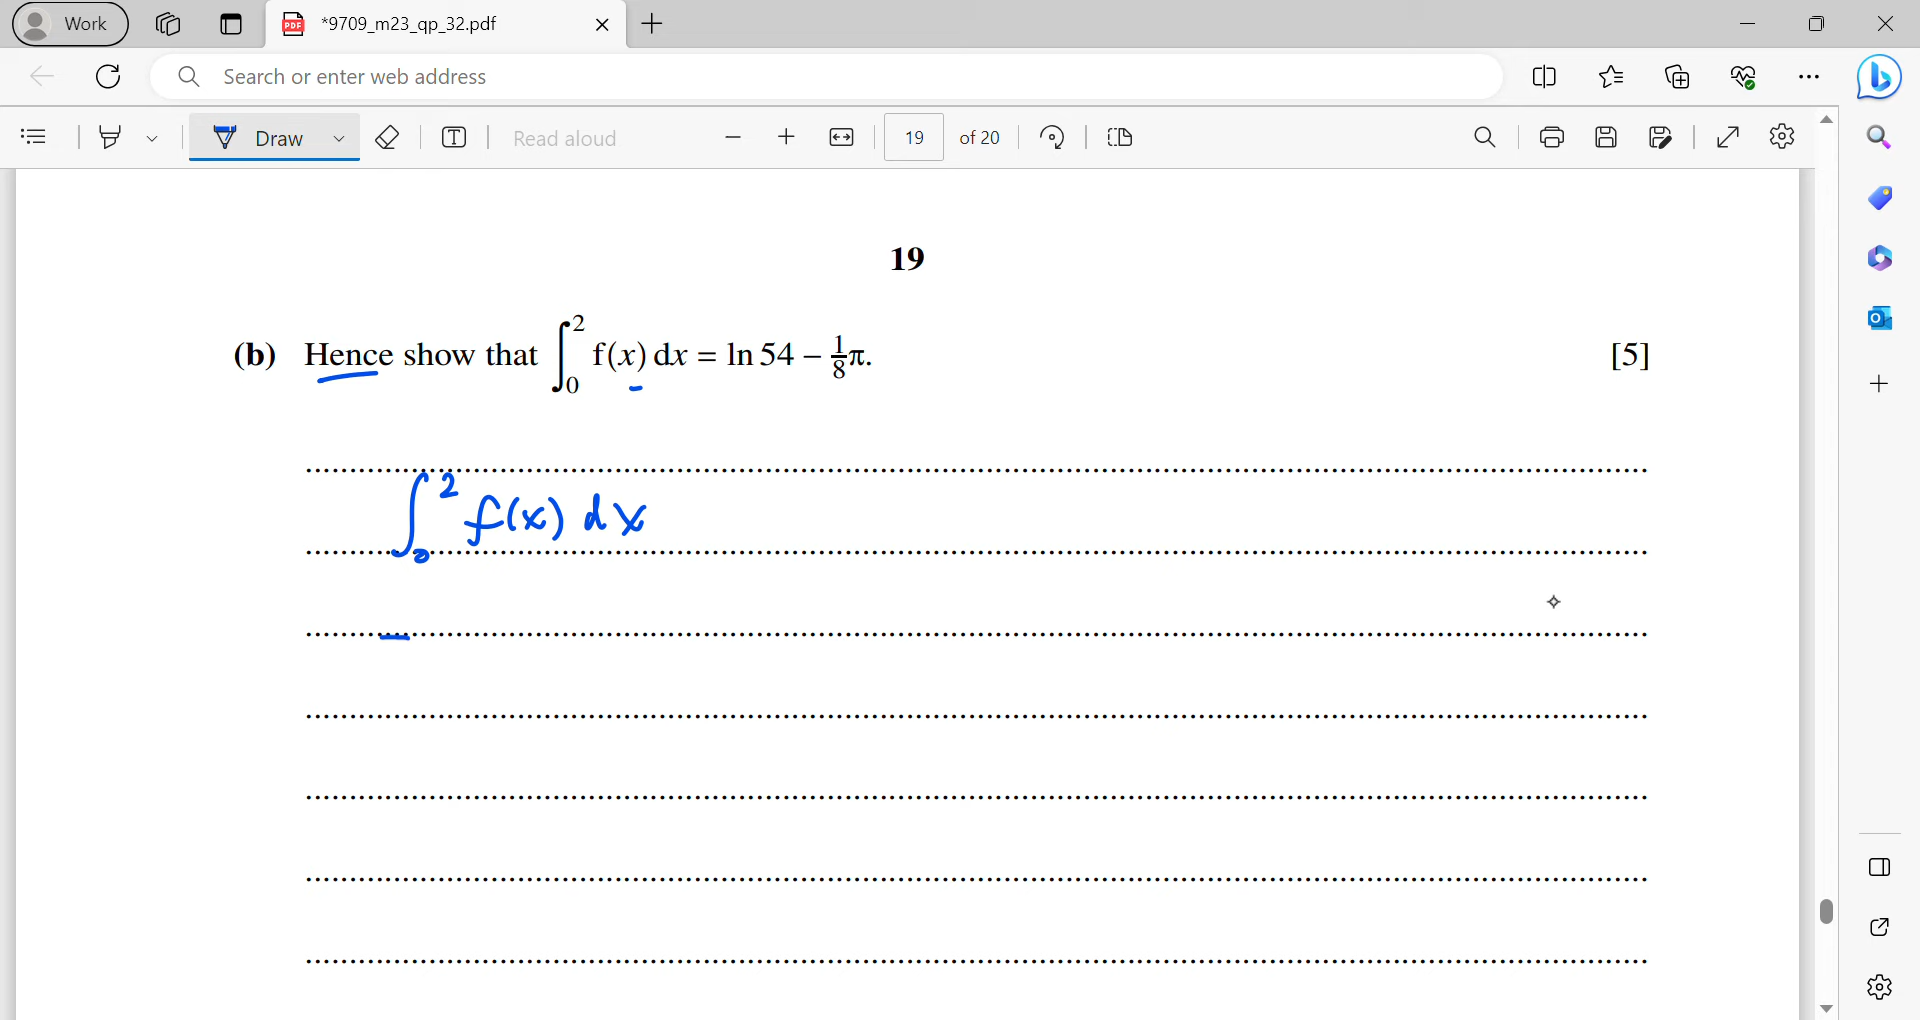 Work
*9709_m23_qp_32.pdf
Search or enter web address
Draw
Read aloud
19 of 20
19
(b) Hence show that ∫₀² f(x) dx = ln 54 − 1/8 π. [5]
∫₀² f(x) dx